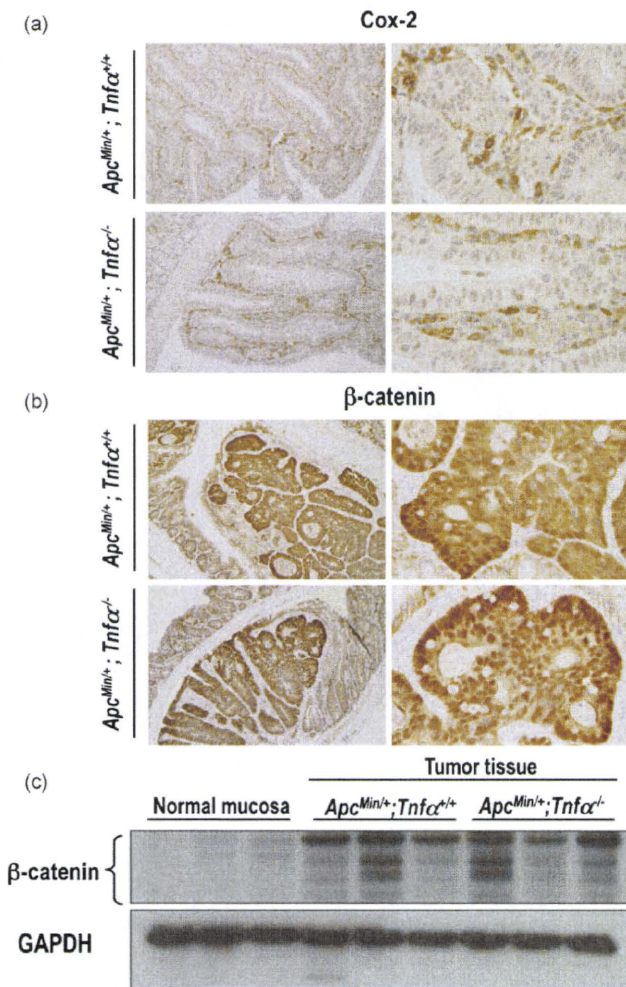 (a)
Cox-2
Apc^Min/+; Tnfα^+/+
Apc^Min/+; Tnfα^-/-
(b)
β-catenin
Apc^Min/+; Tnfα^+/+
Apc^Min/+; Tnfα^-/-
(c)
Tumor tissue
Normal mucosa Apc^Min/+;Tnfα^+/+ Apc^Min/+;Tnfα^-/-
β-catenin
GAPDH